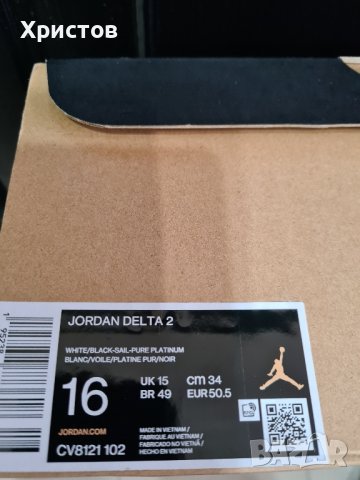 Христов
JORDAN DELTA 2
WHITE/BLACK-SAIL-PURE PLATINUM
BLANC/VOILE/PLATINE PUR/NOIR
16
UK 15 cm 34
BR 49 EUR 50.5
JORDAN.COM
CV8121 102
MADE IN VIETNAM /
FABRIQUE AU VIETNAM /
FABRICADO NO VIETNÃ /
HECHO EN VIETNAM
BAZAR